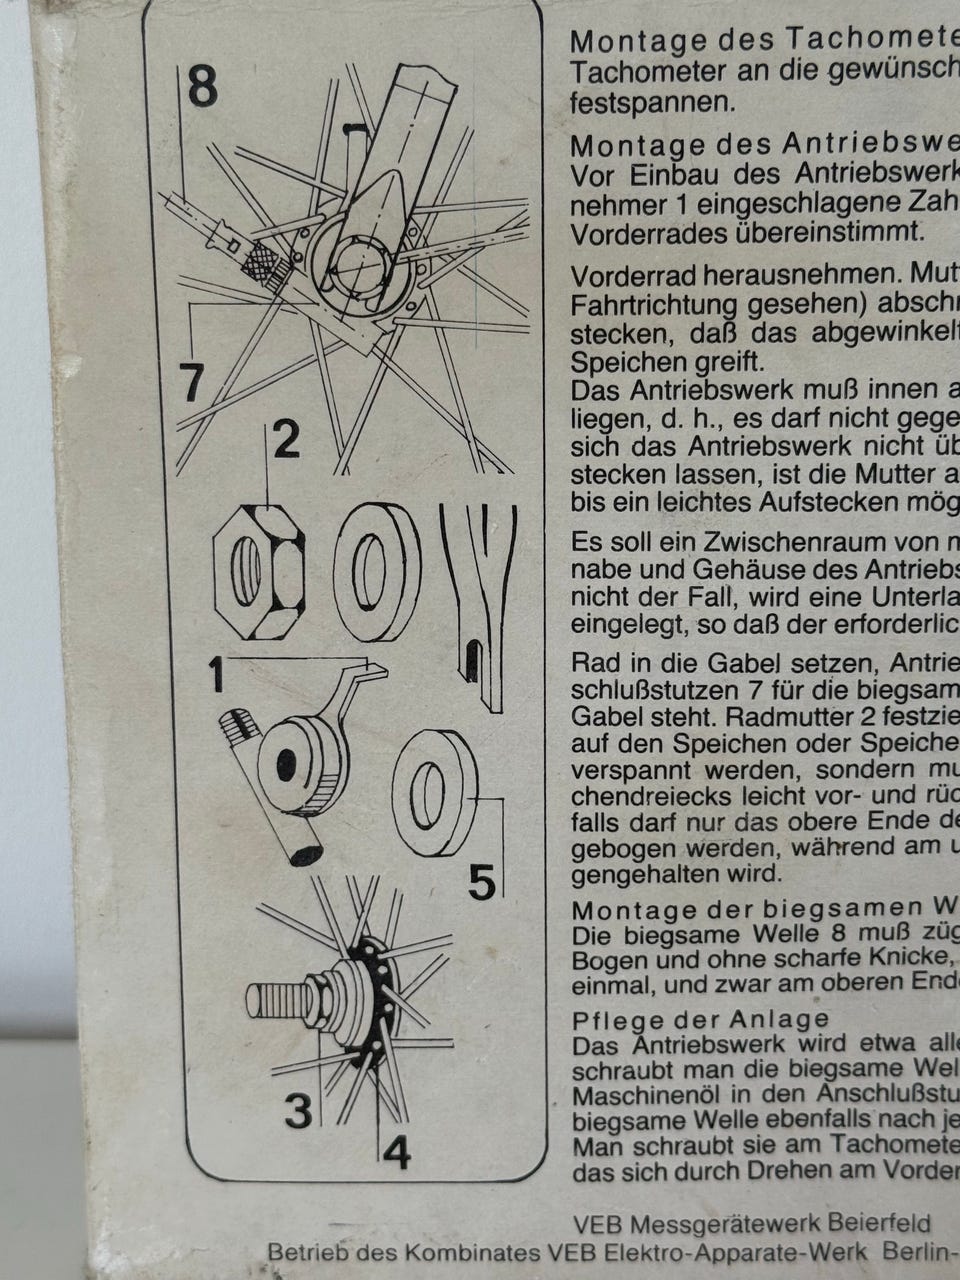 8
7
2
1
5
3
4
Montage des Tachomete
Tachometer an die gewünsch
festspannen.
Montage des Antriebswe
Vor Einbau des Antriebswerk
nehmer 1 eingeschlagene Zah
Vorderrades übereinstimmt.
Vorderrad herausnehmen. Mut
Fahrtrichtung gesehen) abschr
stecken, daß das abgewinkelt
Speichen greift.
Das Antriebswerk muß innen a
liegen, d. h., es darf nicht gege
sich das Antriebswerk nicht üb
stecken lassen, ist die Mutter a
bis ein leichtes Aufstecken mög
Es soll ein Zwischenraum von m
nabe und Gehäuse des Antriebs
nicht der Fall, wird eine Unterla
eingelegt, so daß der erforderlic
Rad in die Gabel setzen, Antrie
schlußstutzen 7 für die biegsam
Gabel steht. Radmutter 2 festzie
auf den Speichen oder Speiche
verspannt werden, sondern mu
chendreiecks leicht vor- und rüc
falls darf nur das obere Ende de
gebogen werden, während am u
gengehalten wird.
Montage der biegsamen W
Die biegsame Welle 8 muß züg
Bogen und ohne scharfe Knicke,
einmal, und zwar am oberen Ende
Pflege der Anlage
Das Antriebswerk wird etwa alle
schraubt man die biegsame Wel
Maschinenöl in den Anschlußstu
biegsame Welle ebenfalls nach je
Man schraubt sie am Tachomete
das sich durch Drehen am Vorder
VEB Messgerätewerk Beierfeld
Betrieb des Kombinates VEB Elektro-Apparate-Werk Berlin-